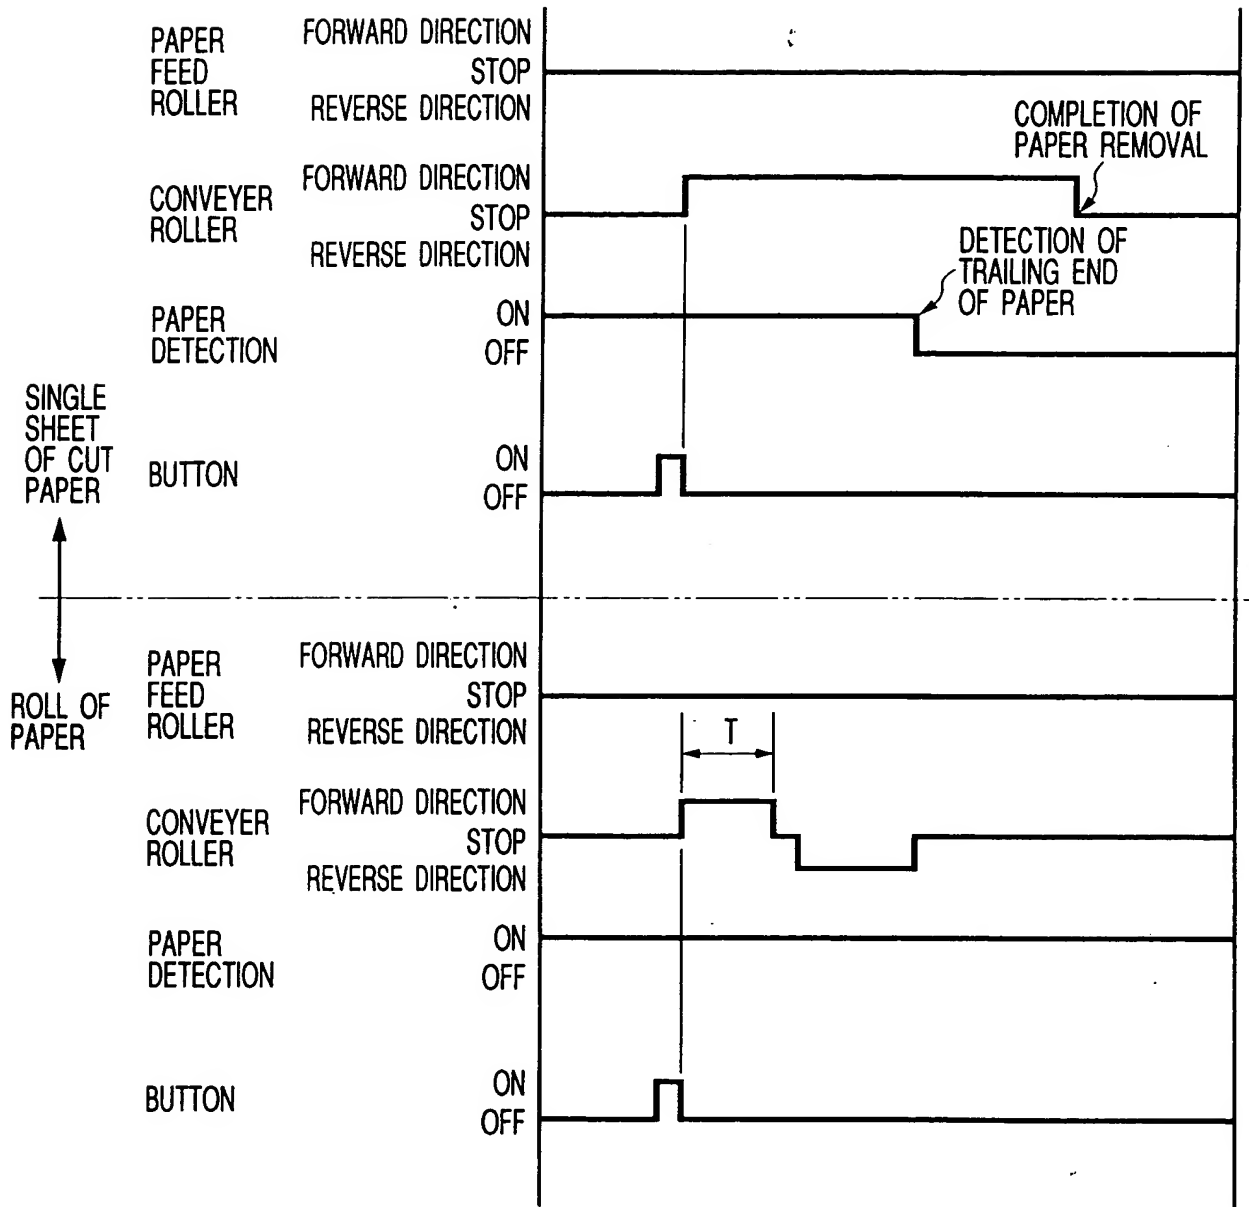 PAPER
FEED
ROLLER
FORWARD DIRECTION
STOP
REVERSE DIRECTION
COMPLETION OF
PAPER REMOVAL
CONVEYER
ROLLER
FORWARD DIRECTION
STOP
REVERSE DIRECTION
DETECTION OF
TRAILING END
OF PAPER
PAPER
DETECTION
ON
OFF
SINGLE
SHEET
OF CUT
PAPER
BUTTON
ON
OFF
ROLL OF
PAPER
PAPER
FEED
ROLLER
FORWARD DIRECTION
STOP
REVERSE DIRECTION
T
CONVEYER
ROLLER
FORWARD DIRECTION
STOP
REVERSE DIRECTION
PAPER
DETECTION
ON
OFF
BUTTON
ON
OFF